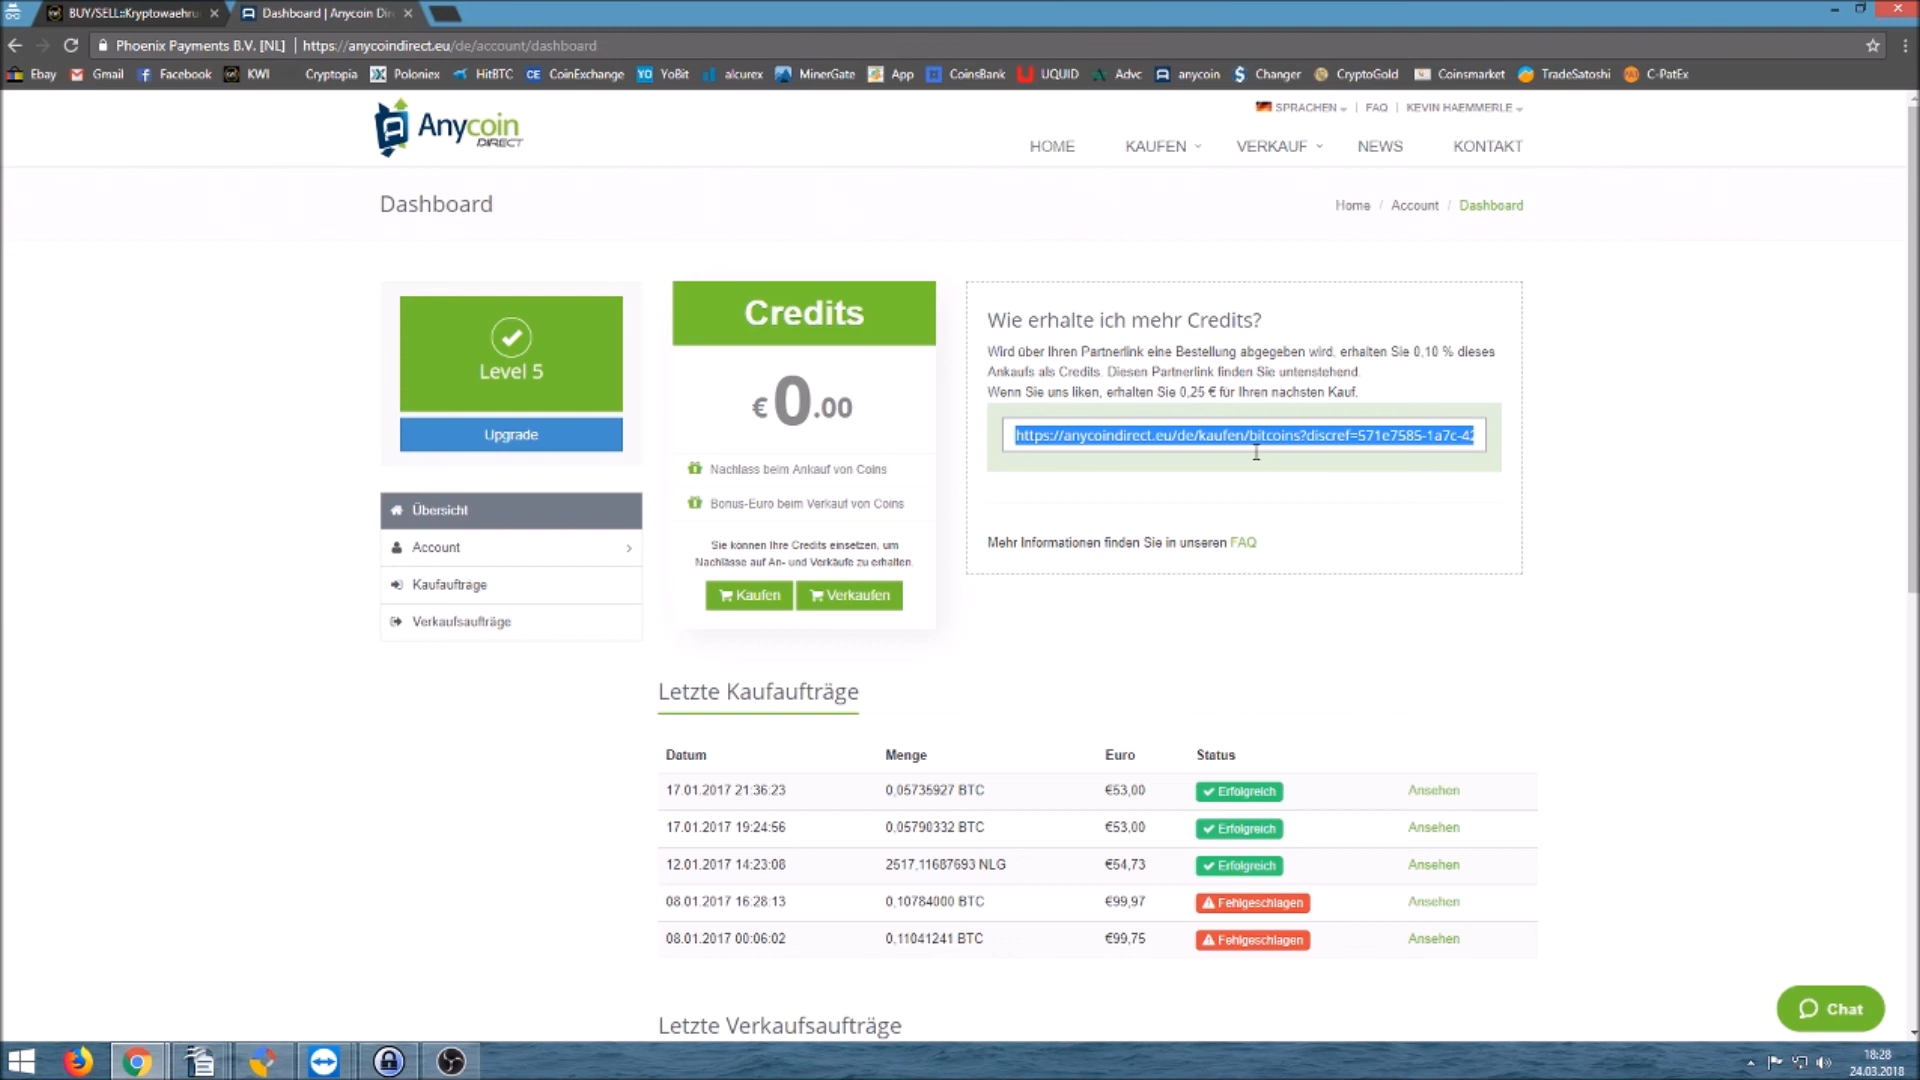 BUY/SELL::Kryptowaehru
Dashboard | Anycoin Dir
Phoenix Payments B.V. [NL] | https://anycoindirect.eu/de/account/dashboard
Ebay Gmail Facebook KWI Cryptopia Poloniex HitBTC CoinExchange YoBit alcurex MinerGate App CoinsBank UQUID Advc anycoin Changer CryptoGold Coinsmarket TradeSatoshi C-PatEx
Anycoin
DIRECT
SPRACHEN | FAQ | KEVIN HAEMMERLE
HOME KAUFEN VERKAUF NEWS KONTAKT
Dashboard
Home / Account / Dashboard
Level 5
Upgrade
Übersicht
Account
Kaufauftrage
Verkaufsaufträge
Credits
€ 0.00
Nachlass beim Ankauf von Coins
Bonus-Euro beim Verkauf von Coins
Sie können Ihre Credits einsetzen, um
Nachlässe auf An- und Verkäufe zu erhalten.
Kaufen
Verkaufen
Wie erhalte ich mehr Credits?
Wird über Ihren Partnerlink eine Bestellung abgegeben wird, erhalten Sie 0,10 % dieses
Ankaufs als Credits. Diesen Partnerlink finden Sie untenstehend.
Wenn Sie uns liken, erhalten Sie 0,25 € für Ihren nachsten Kauf.
https://anycoindirect.eu/de/kaufen/bitcoins?discref=571e7585-1a7c-42
Mehr Informationen finden Sie in unseren FAQ
Letzte Kaufaufträge
Datum Menge Euro Status
17.01.2017 21:36:23 0,05735927 BTC €53,00 Erfolgreich Ansehen
17.01.2017 19:24:56 0,05790332 BTC €53,00 Erfolgreich Ansehen
12.01.2017 14:23:08 2517,11687693 NLG €54,73 Erfolgreich Ansehen
08.01.2017 16:28:13 0,10784000 BTC €99,97 Fehlgeschlagen Ansehen
08.01.2017 00:06:02 0,11041241 BTC €99,75 Fehlgeschlagen Ansehen
Letzte Verkaufsaufträge
Chat
18:28
24.03.2018